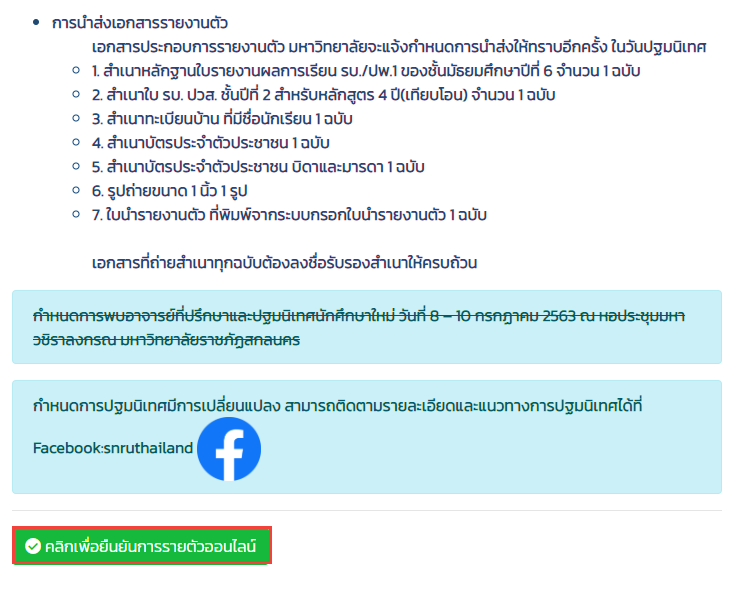 การนำส่งเอกสารรายงานตัว
เอกสารประกอบการรายงานตัว มหาวิทยาลัยจะแจ้งกำหนดการนำส่งให้ทราบอีกครั้ง ในวันปฐมนิเทศ
1. สำเนาหลักฐานใบรายงานผลการเรียน รบ./ปพ.1 ของชั้นมัธยมศึกษาปีที่ 6 จำนวน 1 ฉบับ
2. สำเนาใบ รบ. ปวส. ชั้นปีที่ 2 สำหรับหลักสูตร 4 ปี(เทียบโอน) จำนวน 1 ฉบับ
3. สำเนาทะเบียนบ้าน ที่มีชื่อนักเรียน 1 ฉบับ
4. สำเนาบัตรประจำตัวประชาชน 1 ฉบับ
5. สำเนาบัตรประจำตัวประชาชน บิดาและมารดา 1 ฉบับ
6. รูปถ่ายขนาด 1 นิ้ว 1 รูป
7. ใบนำรายงานตัว ที่พิมพ์จากระบบกรอกใบนำรายงานตัว 1 ฉบับ
เอกสารที่ถ่ายสำเนาทุกฉบับต้องลงชื่อรับรองสำเนาให้ครบถ้วน
กำหนดการพบอาจารย์ที่ปรึกษาและปฐมนิเทศนักศึกษาใหม่ วันที่ 8 – 10 กรกฎาคม 2563 ณ หอประชุมมหา
วชิราลงกรณ มหาวิทยาลัยราชภัฏสกลนคร
กำหนดการปฐมนิเทศมีการเปลี่ยนแปลง สามารถติดตามรายละเอียดและแนวทางการปฐมนิเทศได้ที่
Facebook:snruthailand
คลิกเพื่อยืนยันการรายตัวออนไลน์